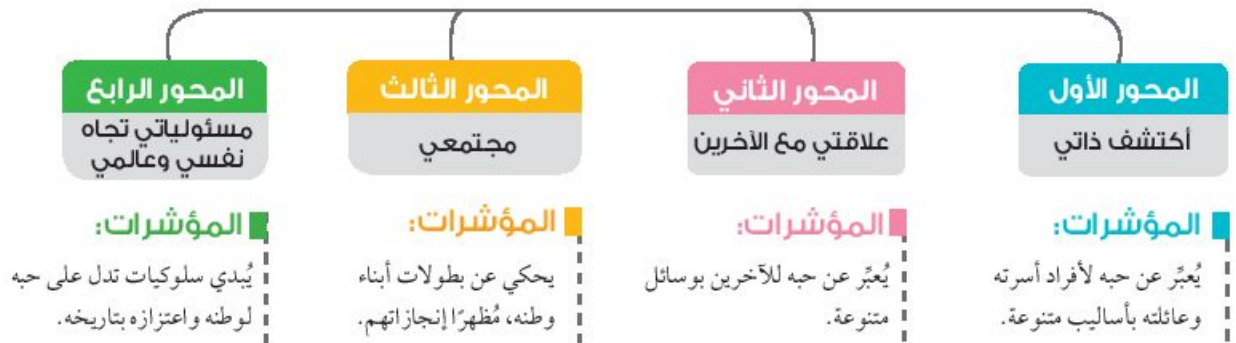 المحور الأول
أكتشف ذاتي
المؤشرات:
يُعبِّر عن حبه لأفراد أسرته
وعائلته بأساليب متنوعة.
المحور الثاني
علاقتي مع الآخرين
المؤشرات:
يُعبِّر عن حبه للآخرين بوسائل
متنوعة.
المحور الثالث
مجتمعي
المؤشرات:
يحكي عن بطولات أبناء
وطنه، مُظهرًا إنجازاتهم.
المحور الرابع
مسئولياتي تجاه
نفسي وعالمي
المؤشرات:
يُبدي سلوكيات تدل على حبه
لوطنه واعتزازه بتاريخه.